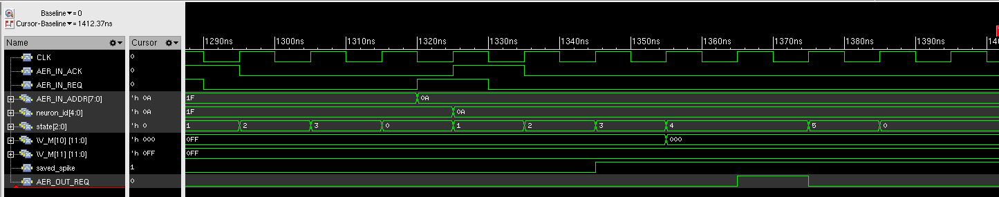 Baseline▼= 0
Cursor-Baseline▼= 1412.37ns
Name Cursor 1290ns 1300ns 1310ns 1320ns 1330ns 1340ns 1350ns 1360ns 1370ns 1380ns 1390ns 140
CLK 0
AER_IN_ACK 0
AER_IN_REQ 0
AER_IN_ADDR[7:0] 'h 0A 1F 0A
neuron_id[4:0] 'h 0A 1F 0A
state[2:0] 'h 0 1 2 3 0 1 2 3 4 5 0
\V_M[10] [11:0] 'h 000 0FF 000
\V_M[11] [11:0] 'h 0FF 0FF
saved_spike 1
AER_OUT_REQ 0